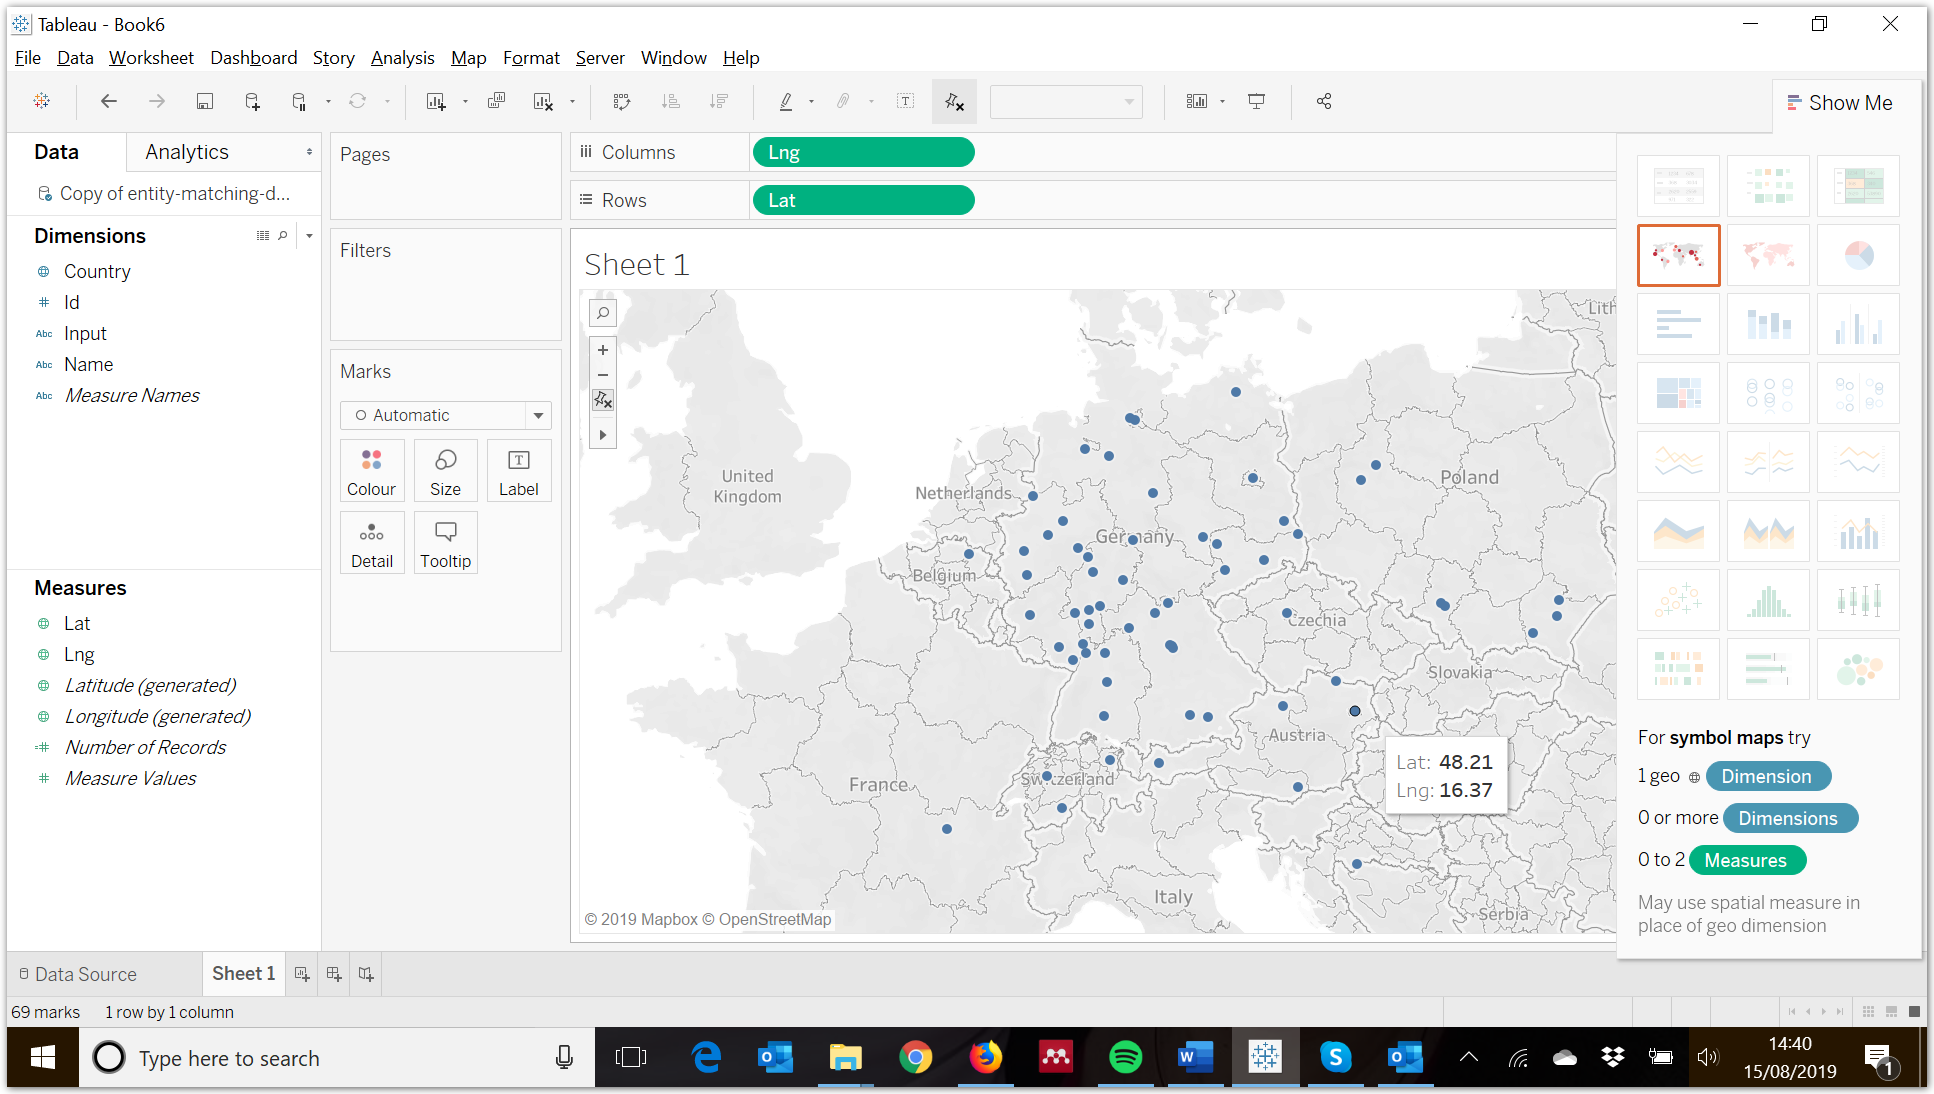 Tableau - Book6
File Data Worksheet Dashboard Story Analysis Map Format Server Window Help
Show Me
Data Analytics
Copy of entity-matching-d...
Dimensions
Country
Id
Abc Input
Abc Name
Abc Measure Names
Measures
Lat
Lng
Latitude (generated)
Longitude (generated)
Number of Records
Measure Values
Pages
Filters
Marks
Automatic
Colour Size Label
Detail Tooltip
Columns Lng
Rows Lat
Sheet 1
Lith
United
Kingdom
Netherlands
Poland
Germany
Belgium
Czechia
Slovakia
Austria
France
Switzerland
Italy
Serbia
Lat: 48.21
Lng: 16.37
© 2019 Mapbox © OpenStreetMap
For symbol maps try
1 geo Dimension
0 or more Dimensions
0 to 2 Measures
May use spatial measure in
place of geo dimension
Data Source Sheet 1
69 marks 1 row by 1 column
Type here to search
14:40
15/08/2019
1